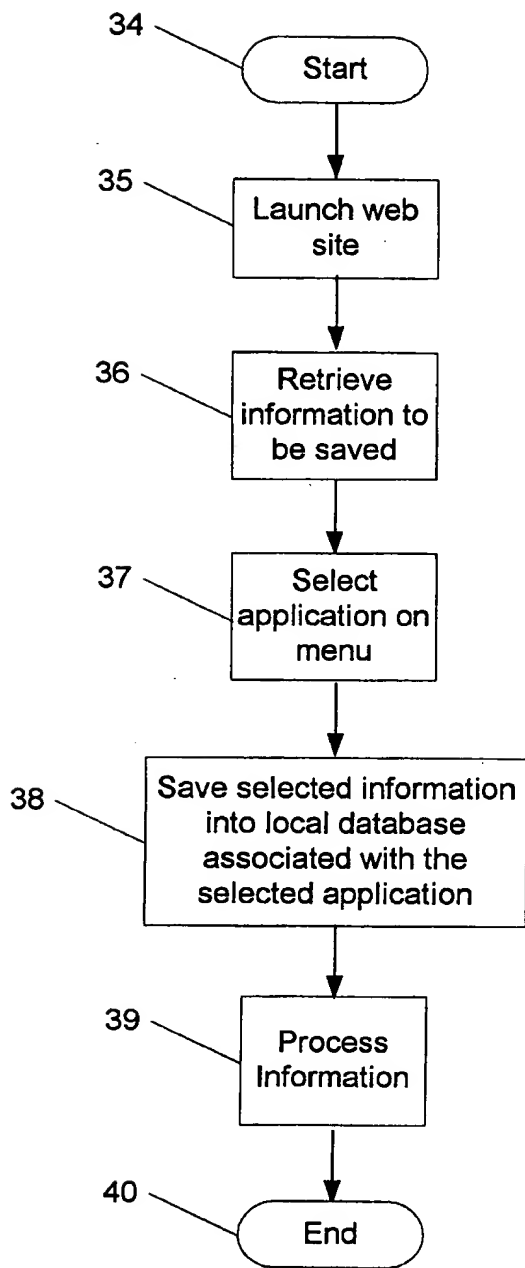 34
Start
35
Launch web
site
36
Retrieve
information to
be saved
37
Select
application on
menu
38
Save selected information
into local database
associated with the
selected application
39
Process
Information
40
End